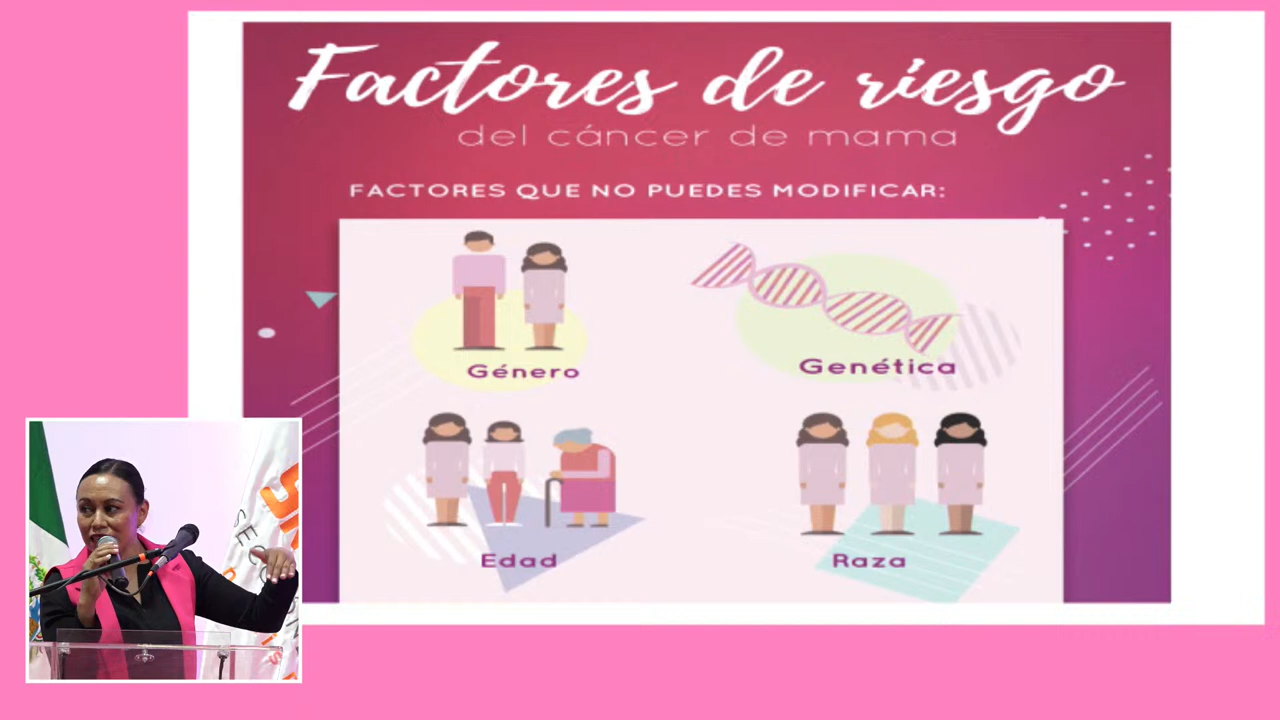 Factores de riesgo
del cáncer de mama
FACTORES QUE NO PUEDES MODIFICAR:
Género
Genética
Edad
Raza